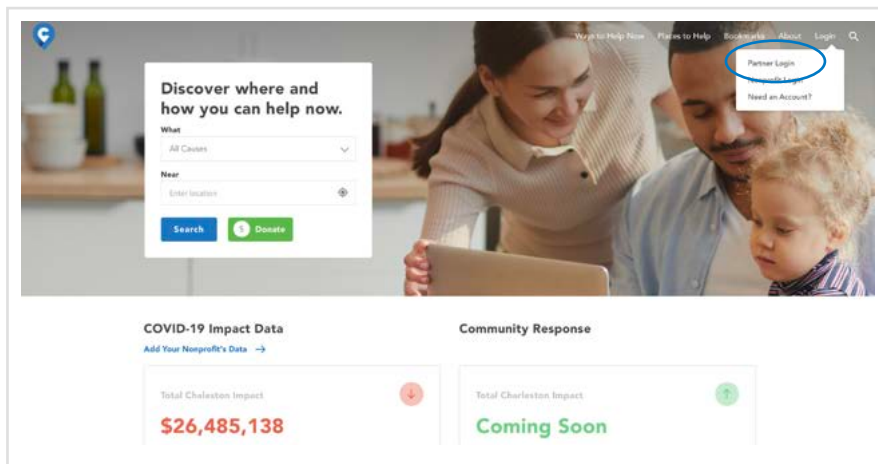 Ways to Help Now Places to Help Bookmarks About Login
Partner Login
Nonprofit Login
Need an Account?
Discover where and
how you can help now.
What
All Causes
Near
Enter location
Search
$ Donate
COVID-19 Impact Data
Community Response
Add Your Nonprofit's Data →
Total Chaleston Impact
↓
Total Charleston Impact
↑
$26,485,138
Coming Soon